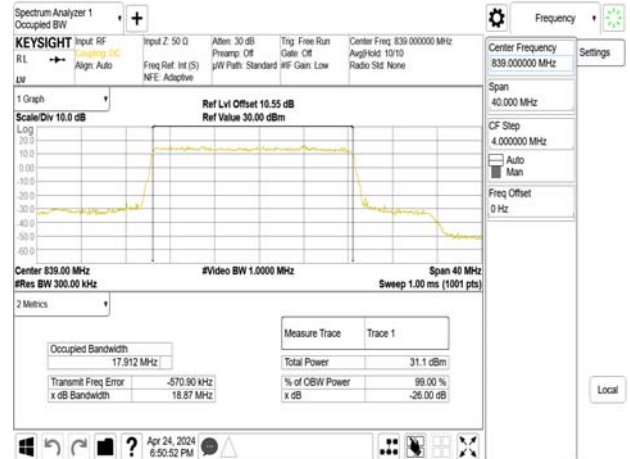 Spectrum Analyzer 1
Occupied BW
+
Frequency
KEYSIGHT
RL
Input: RF
Coupling: DC
Align: Auto
Input Z: 50 Ω
Freq Ref: Int (S)
NFE: Adaptive
Atten: 30 dB
Preamp: Off
µW Path: Standard
Trig: Free Run
Gate: Off
#IF Gain: Low
Center Freq: 839.000000 MHz
Avg|Hold: 10/10
Radio Std: None
Center Frequency
839.000000 MHz
Settings
Span
40.000 MHz
CF Step
4.000000 MHz
Auto
Man
Freq Offset
0 Hz
Local
1 Graph
Scale/Div 10.0 dB
Ref Lvl Offset 10.55 dB
Ref Value 30.00 dBm
Log
20.0
10.0
0.00
-10.0
-20.0
-30.0
-40.0
-50.0
-60.0
Center 839.00 MHz
#Video BW 1.0000 MHz
Span 40 MHz
#Res BW 300.00 kHz
Sweep 1.00 ms (1001 pts)
2 Metrics
Measure Trace Trace 1
Occupied Bandwidth
17.912 MHz
Total Power 31.1 dBm
Transmit Freq Error -570.90 kHz
% of OBW Power 99.00 %
x dB Bandwidth 18.87 MHz
x dB -26.00 dB
?
Apr 24, 2024
6:50:52 PM